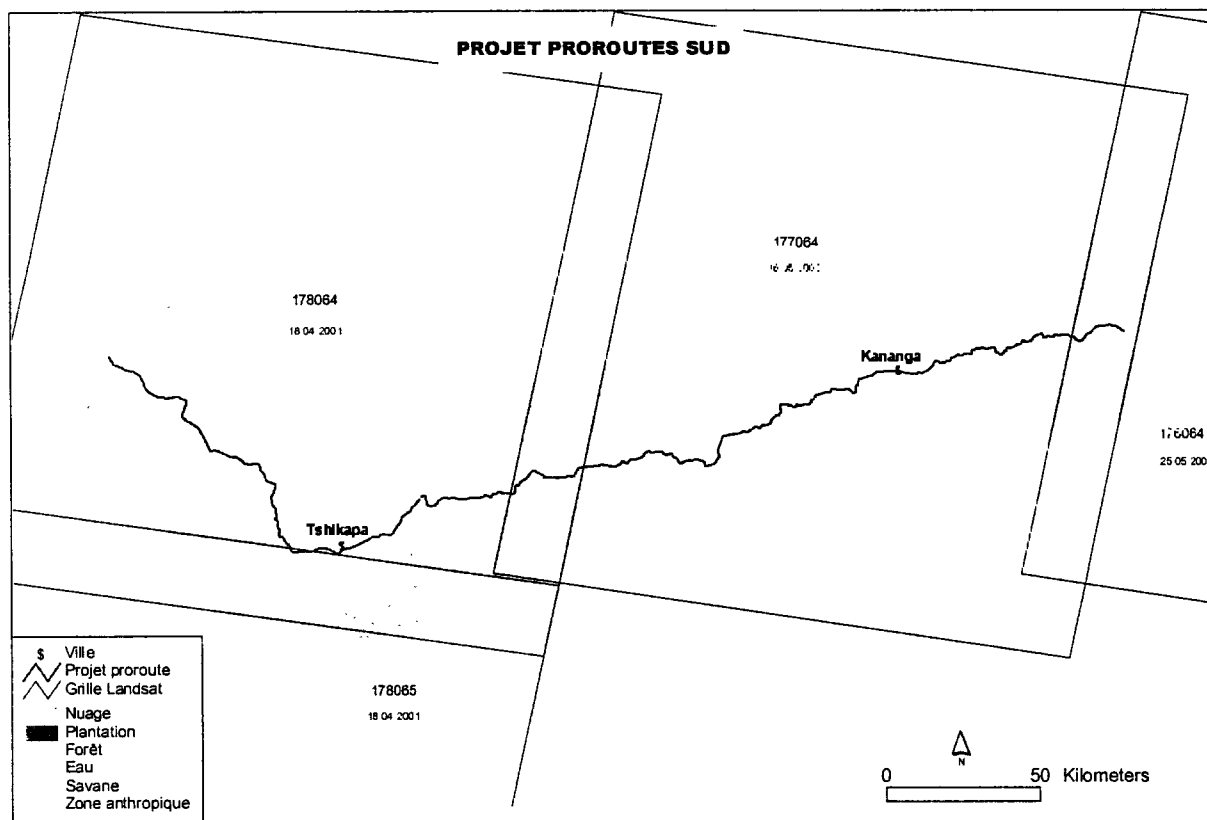 PROJET PROROUTES SUD
177064
178064
18 04 2001
Kananga
176064
25 05 200
Tshikapa
$ Ville
Projet proroute
Grille Landsat
Nuage
Plantation
Forêt
Eau
Savane
Zone anthropique
178065
18 04 2001
N
0 50 Kilometers